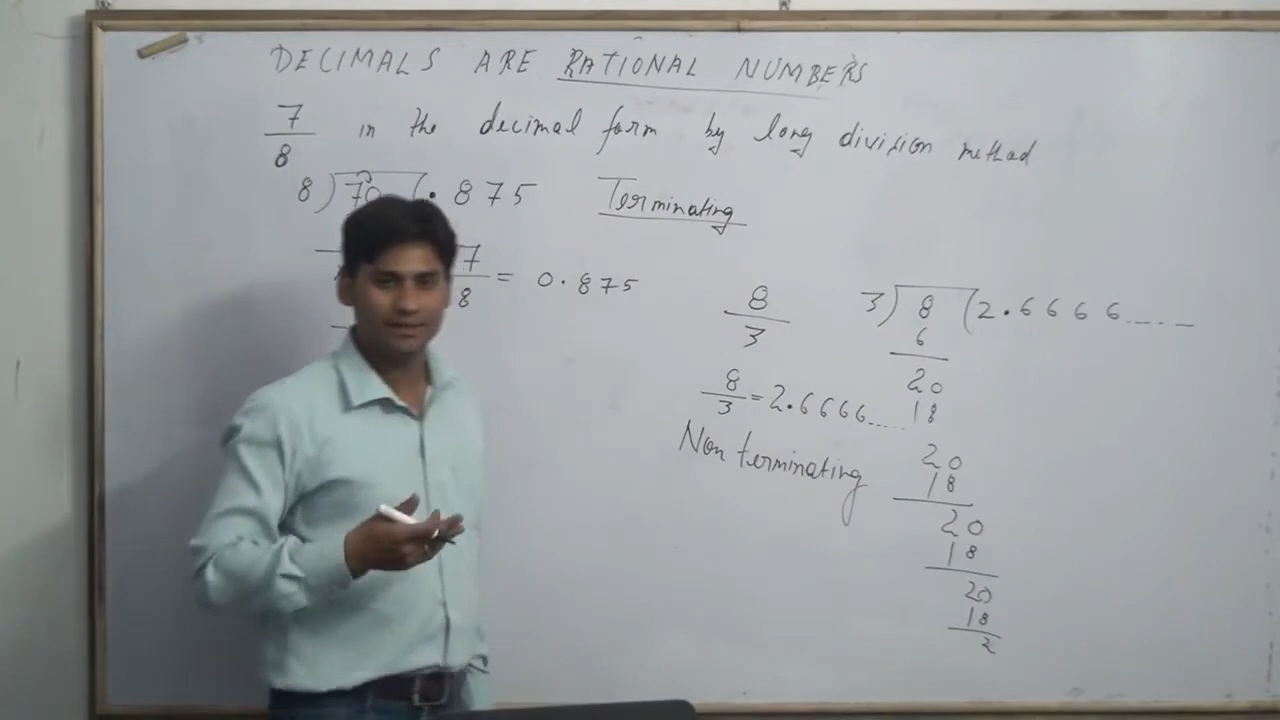 DECIMALS ARE RATIONAL NUMBERS
7/8 in the decimal form by long division method
8)70(.875
Terminating
7/8 = 0.875
8/3
3)8(2.6666.....
6
20
18
20
18
20
18
20
18
2
8/3 = 2.6666.....
Non terminating